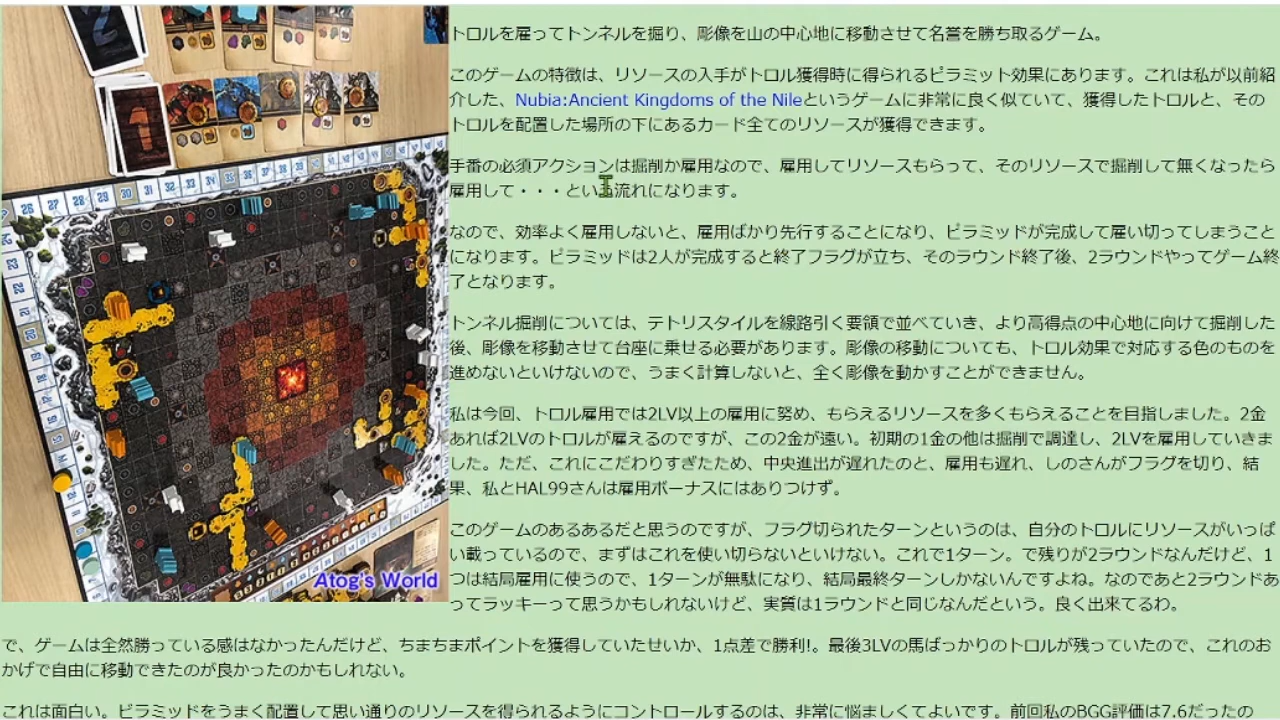 トロルを雇ってトンネルを掘り、彫像を山の中心地に移動させて名誉を勝ち取るゲーム。
このゲームの特徴は、リソースの入手がトロル獲得時に得られるピラミット効果にあります。これは私が以前紹
介した、Nubia:Ancient Kingdoms of the Nileというゲームに非常に良く似ていて、獲得したトロルと、その
トロルを配置した場所の下にあるカード全てのリソースが獲得できます。
手番の必須アクションは掘削か雇用なので、雇用してリソースもらって、そのリソースで掘削して無くなったら
雇用して・・・とい流れになります。
なので、効率よく雇用しないと、雇用ばかり先行することになり、ピラミッドが完成して雇い切ってしまうこと
になります。ピラミッドは2人が完成すると終了フラグが立ち、そのラウンド終了後、2ラウンドやってゲーム終
了となります。
トンネル掘削については、テトリスタイルを線路引く要領で並べていき、より高得点の中心地に向けて掘削した
後、彫像を移動させて台座に乗せる必要があります。彫像の移動についても、トロル効果で対応する色のものを
進めないといけないので、うまく計算しないと、全く彫像を動かすことができません。
私は今回、トロル雇用では2LV以上の雇用に努め、もらえるリソースを多くもらえることを目指しました。2金
あれば2LVのトロルが雇えるのですが、この2金が遠い。初期の1金の他は掘削で調達し、2LVを雇用していきま
した。ただ、これにこだわりすぎたため、中央進出が遅れたのと、雇用も遅れ、しのさんがフラグを切り、結
果、私とHAL99さんは雇用ボーナスにはありつけず。
このゲームのあるあるだと思うのですが、フラグ切られたターンというのは、自分のトロルにリソースがいっぱ
い載っているので、まずはこれを使い切らないといけない。これで1ターン。で残りが2ラウンドなんだけど、1
つは結局雇用に使うので、1ターンが無駄になり、結局最終ターンしかないんですよね。なのであと2ラウンドあ
ってラッキーって思うかもしれないけど、実質は1ラウンドと同じなんだという。良く出来てるわ。
Atog's World
で、ゲームは全然勝っている感はなかったんだけど、ちまちまポイントを獲得していたせいか、1点差で勝利!。最後3LVの馬ばっかりのトロルが残っていたので、これのお
かげで自由に移動できたのが良かったのかもしれない。
これは面白い。ピラミッドをうまく配置して思い通りのリソースを得られるようにコントロールするのは、非常に悩ましくてよいです。前回私のBGG評価は7.6だったの